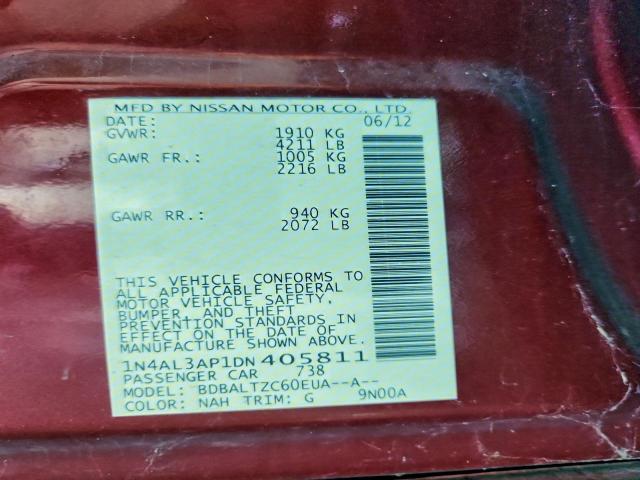 MFD BY NISSAN MOTOR CO., LTD.
DATE: 06/12
GVWR: 1910 KG
4211 LB
GAWR FR.: 1005 KG
2216 LB
GAWR RR.: 940 KG
2072 LB
THIS VEHICLE CONFORMS TO
ALL APPLICABLE FEDERAL
MOTOR VEHICLE SAFETY,
BUMPER, AND THEFT
PREVENTION STANDARDS IN
EFFECT ON THE DATE OF
MANUFACTURE SHOWN ABOVE.
1N4AL3AP1DN405811
PASSENGER CAR 738
MODEL: BDBALTZC60EUA--A--
COLOR: NAH TRIM: G 9N00A